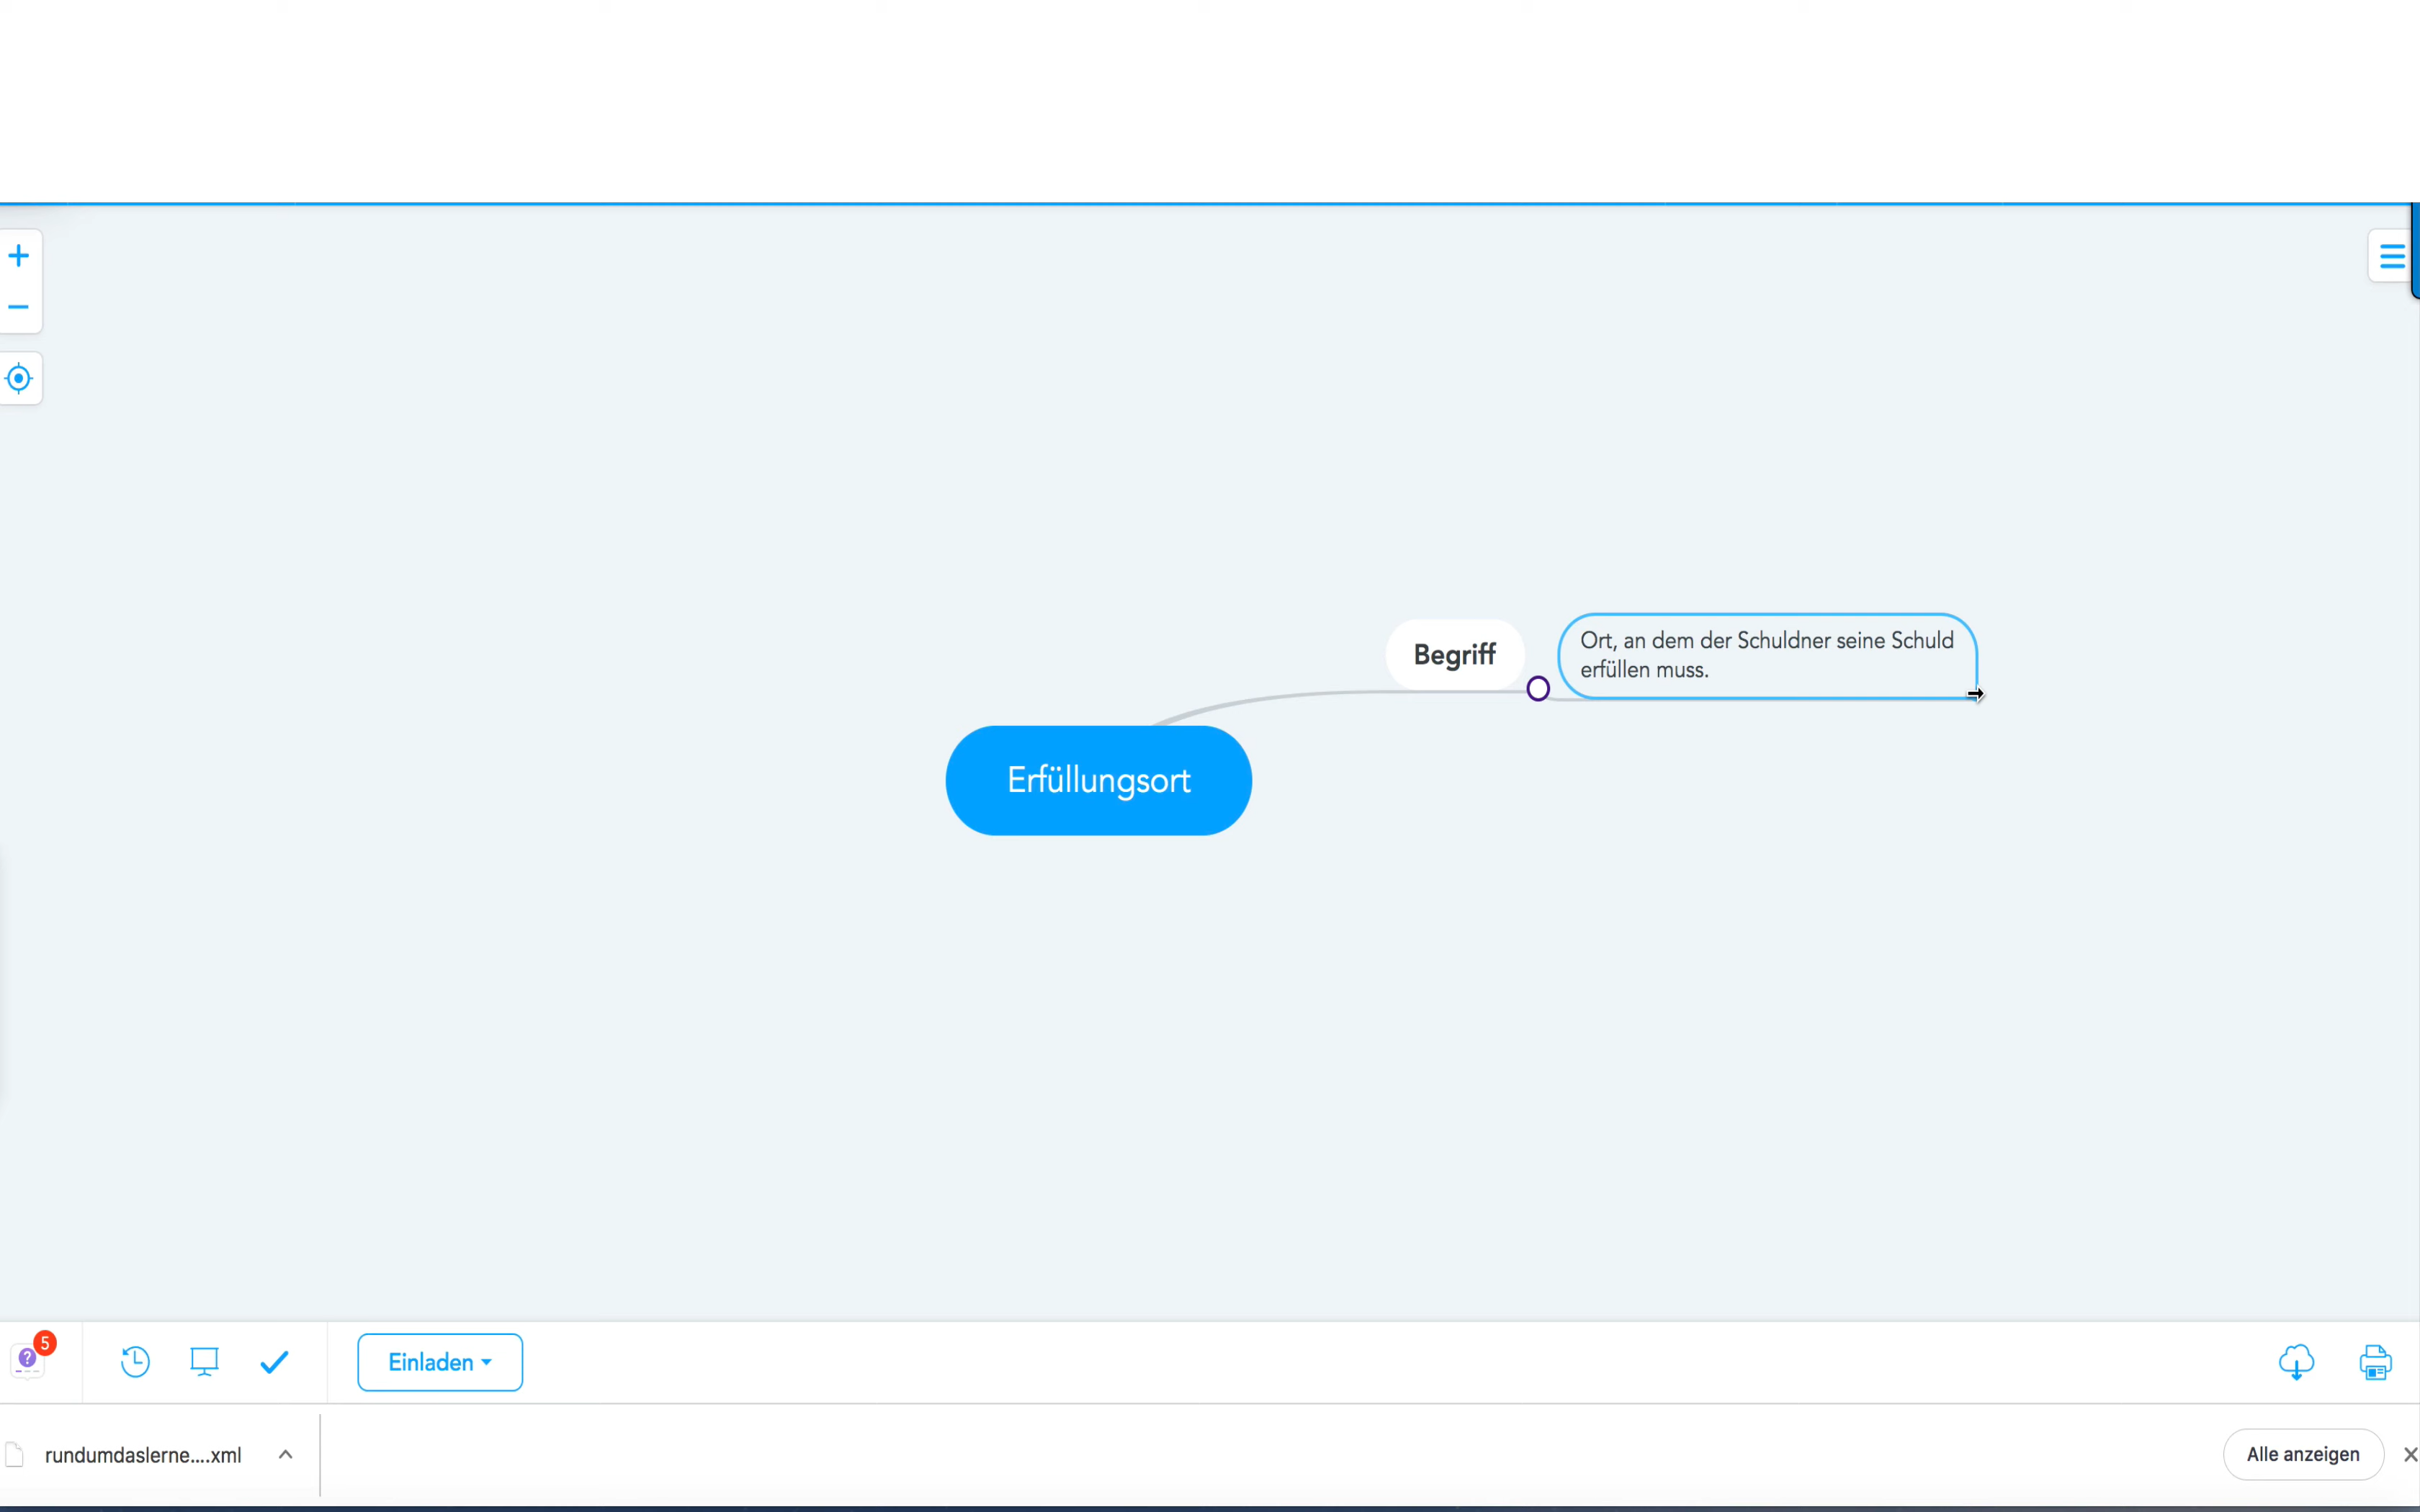 Begriff
Ort, an dem der Schuldner seine Schuld
erfüllen muss.
Erfüllungsort
5
?
Einladen
rundumdaslerne....xml
Alle anzeigen